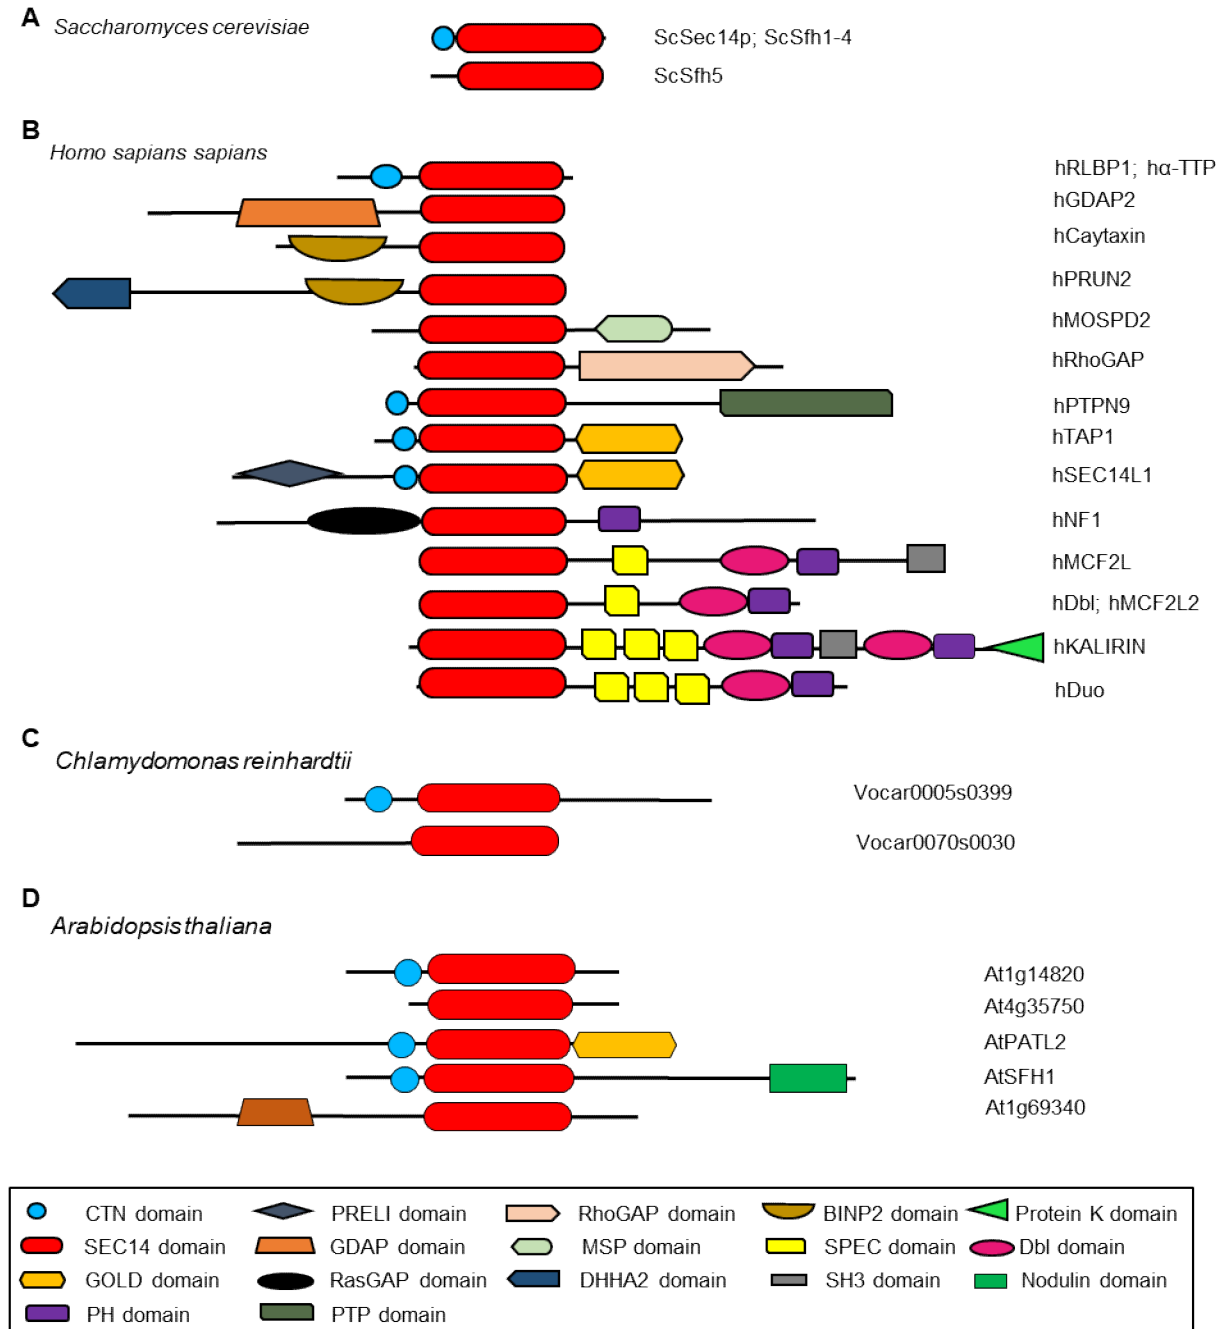 A
Saccharomyces cerevisiae
ScSec14p; ScSfh1-4
ScSfh5
B
Homo sapians sapians
hRLBP1; hα-TTP
hGDAP2
hCaytaxin
hPRUN2
hMOSPD2
hRhoGAP
hPTPN9
hTAP1
hSEC14L1
hNF1
hMCF2L
hDbl; hMCF2L2
hKALIRIN
hDuo
C
Chlamydomonas reinhardtii
Vocar0005s0399
Vocar0070s0030
D
Arabidopsis thaliana
At1g14820
At4g35750
AtPATL2
AtSFH1
At1g69340
CTN domain PRELI domain RhoGAP domain BINP2 domain Protein K domain
SEC14 domain GDAP domain MSP domain SPEC domain Dbl domain
GOLD domain RasGAP domain DHHA2 domain SH3 domain Nodulin domain
PH domain PTP domain